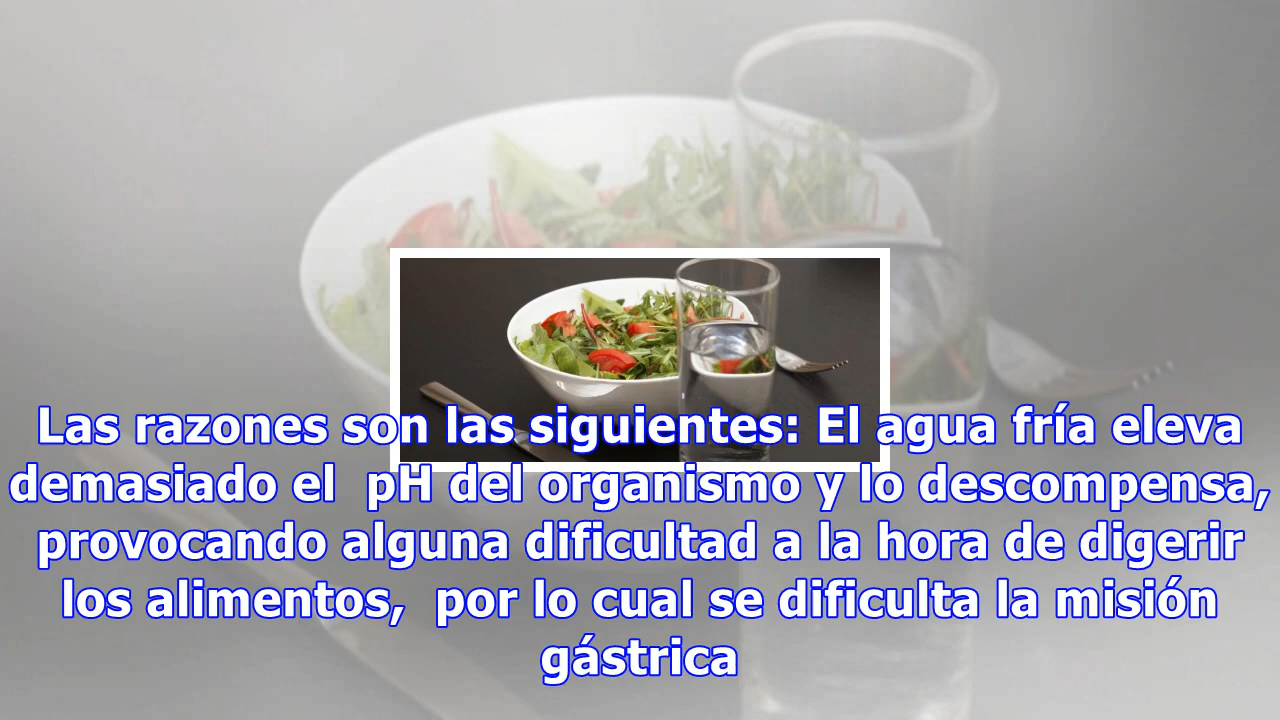 Las razones son las siguientes: El agua fría eleva
demasiado el  pH del organismo y lo descompensa,
provocando alguna dificultad a la hora de digerir
los alimentos,  por lo cual se dificulta la misión
gástrica